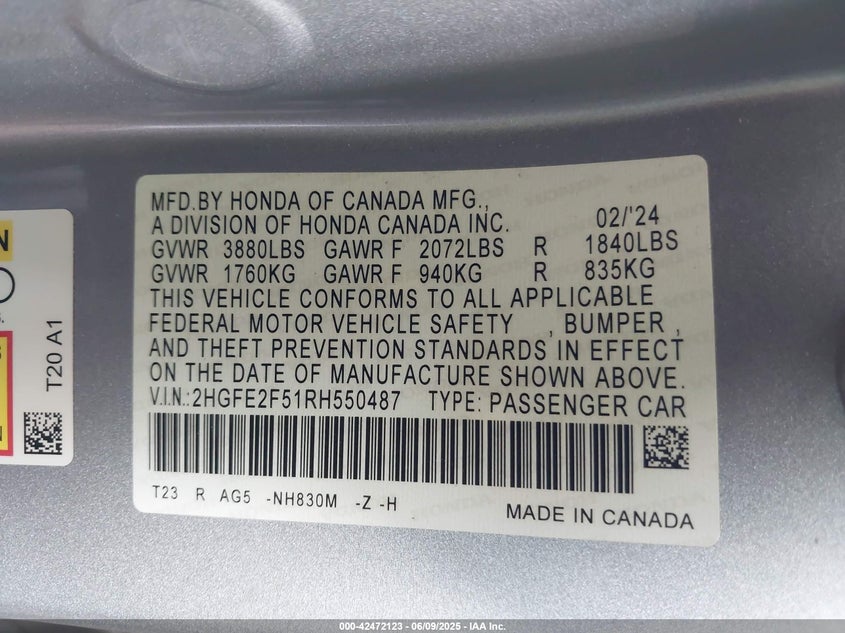 MFD.BY HONDA OF CANADA MFG.,
A DIVISION OF HONDA CANADA INC. 02/'24
GVWR 3880LBS GAWR F 2072LBS R 1840LBS
GVWR 1760KG GAWR F 940KG R 835KG
THIS VEHICLE CONFORMS TO ALL APPLICABLE
FEDERAL MOTOR VEHICLE SAFETY , BUMPER ,
AND THEFT PREVENTION STANDARDS IN EFFECT
ON THE DATE OF MANUFACTURE SHOWN ABOVE.
V.I.N.:2HGFE2F51RH550487 TYPE: PASSENGER CAR
T23 R AG5 -NH830M -Z -H
MADE IN CANADA
T20 A1
000-42472123 - 06/09/2025 - IAA Inc.